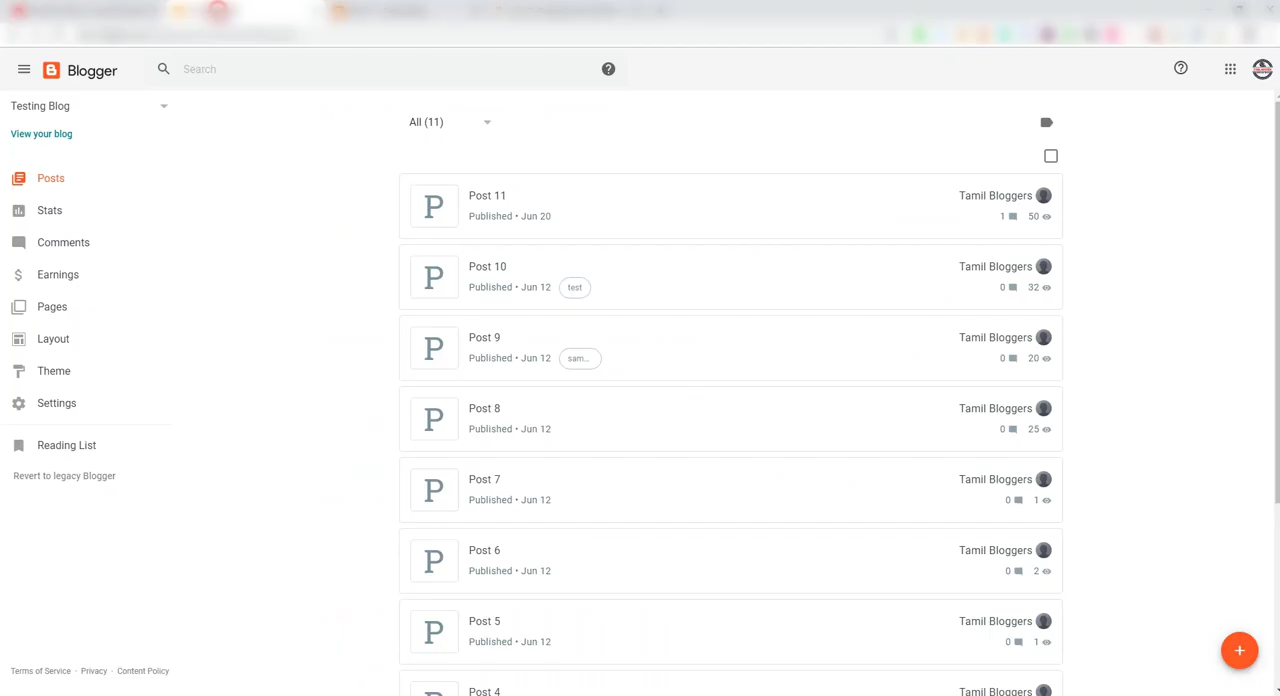 Blogger
Search
Testing Blog
View your blog
Posts
Stats
Comments
Earnings
Pages
Layout
Theme
Settings
Reading List
Revert to legacy Blogger
Terms of Service · Privacy · Content Policy
All (11)
P Post 11 Tamil Bloggers
Published • Jun 20 1 50
P Post 10 Tamil Bloggers
Published • Jun 12 test 0 32
P Post 9 Tamil Bloggers
Published • Jun 12 sam... 0 20
P Post 8 Tamil Bloggers
Published • Jun 12 0 25
P Post 7 Tamil Bloggers
Published • Jun 12 0 1
P Post 6 Tamil Bloggers
Published • Jun 12 0 2
P Post 5 Tamil Bloggers
Published • Jun 12 0 1
Post 4 Tamil Bloggers